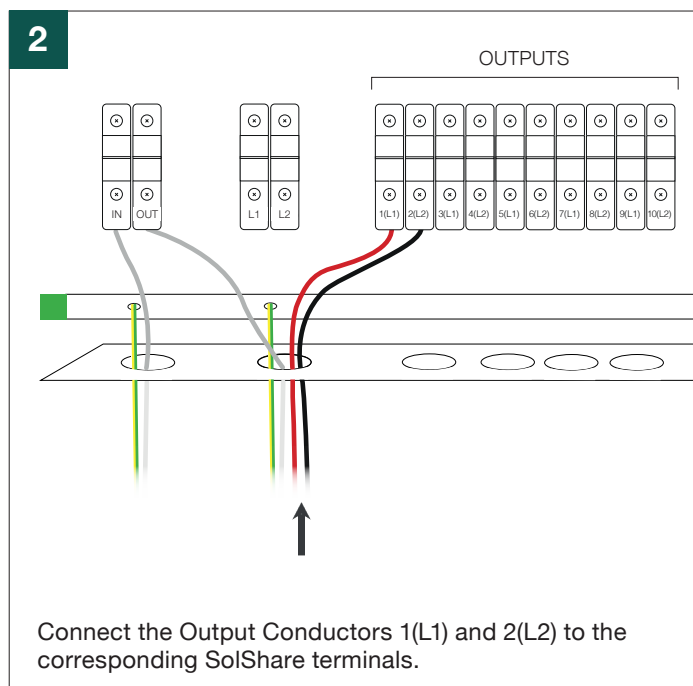 2
OUTPUTS
IN OUT L1 L2 1(L1) 2(L2) 3(L1) 4(L2) 5(L1) 6(L2) 7(L1) 8(L2) 9(L1) 10(L2)
Connect the Output Conductors 1(L1) and 2(L2) to the
corresponding SolShare terminals.